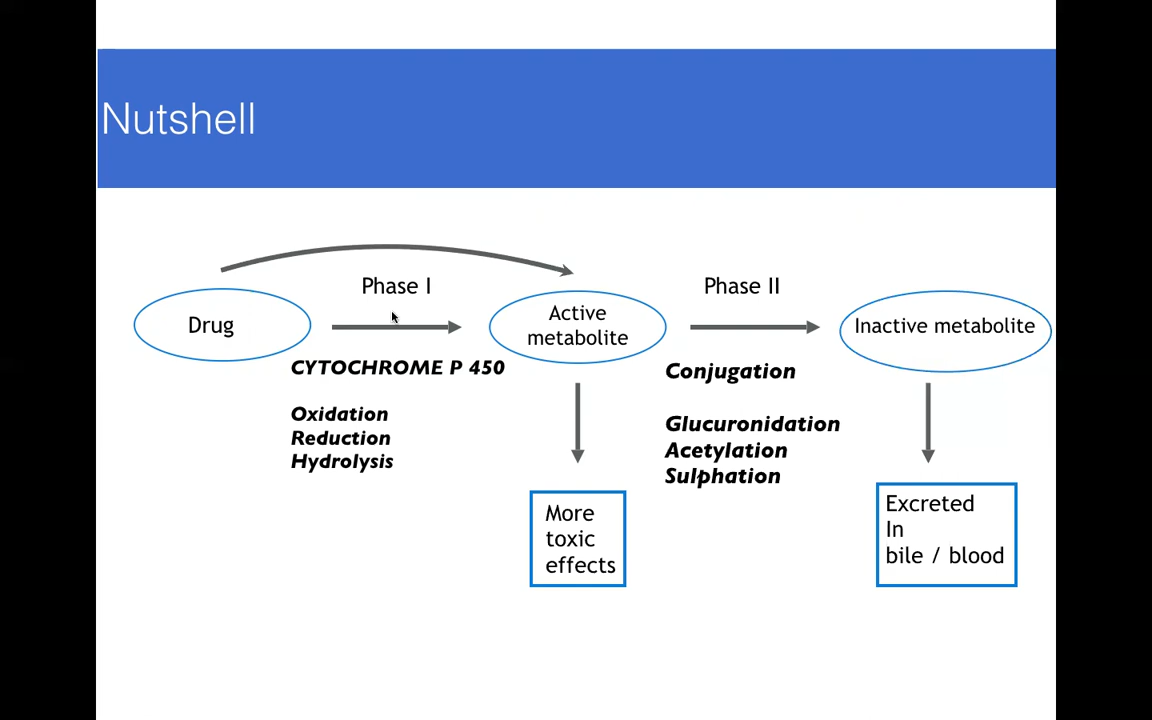 Nutshell
Phase I
Phase II
Drug
Active
metabolite
Inactive metabolite
CYTOCHROME P 450
Oxidation
Reduction
Hydrolysis
Conjugation
Glucuronidation
Acetylation
Sulphation
More
toxic
effects
Excreted
In
bile / blood